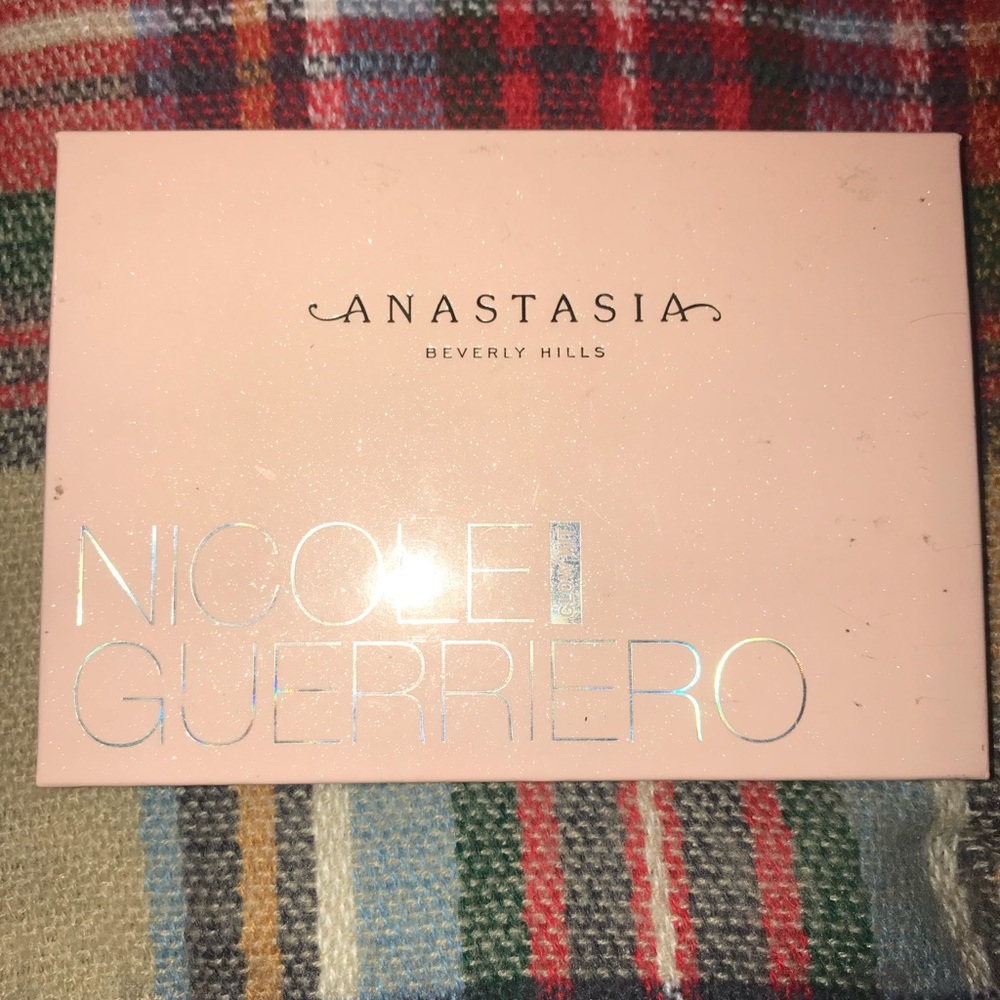 ANASTASIA
BEVERLY HILLS
NICOLE
GLOW KIT
GUERRIERO